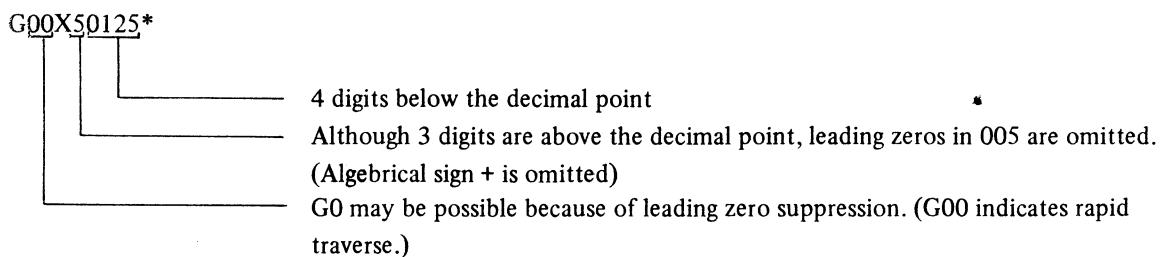 G00X50125*
4 digits below the decimal point
Although 3 digits are above the decimal point, leading zeros in 005 are omitted.
(Algebrical sign + is omitted)
G0 may be possible because of leading zero suppression. (G00 indicates rapid
traverse.)